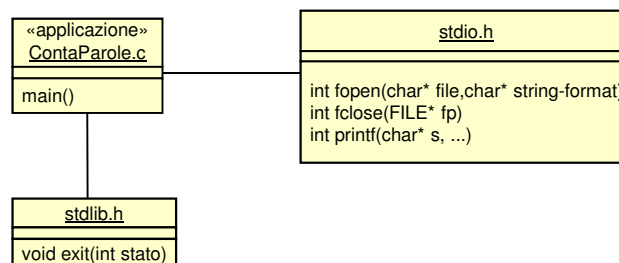 «applicazione»
ContaParole.c
main()
stdio.h
int fopen(char* file,char* string-format)
int fclose(FILE* fp)
int printf(char* s, ...)
stdlib.h
void exit(int stato)